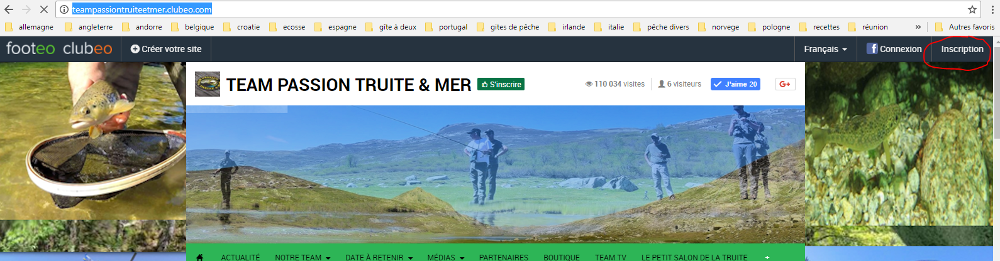 teampassiontruiteetmer.clubeo.com
allemagne angleterre andorre belgique croatie ecosse espagne gîte à deux portugal gites de pêche irlande italie pêche divers norvege pologne recettes réunion » Autres favoris
footeo clubeo Créer votre site Français Connexion Inscription
TEAM PASSION TRUITE & MER S'inscrire 110 034 visites 6 visiteurs J'aime 20 G+
ACTUALITÉ NOTRE TEAM DATE À RETENIR MÉDIAS PARTENAIRES BOUTIQUE TEAM TV LE PETIT SALON DE LA TRUITE +